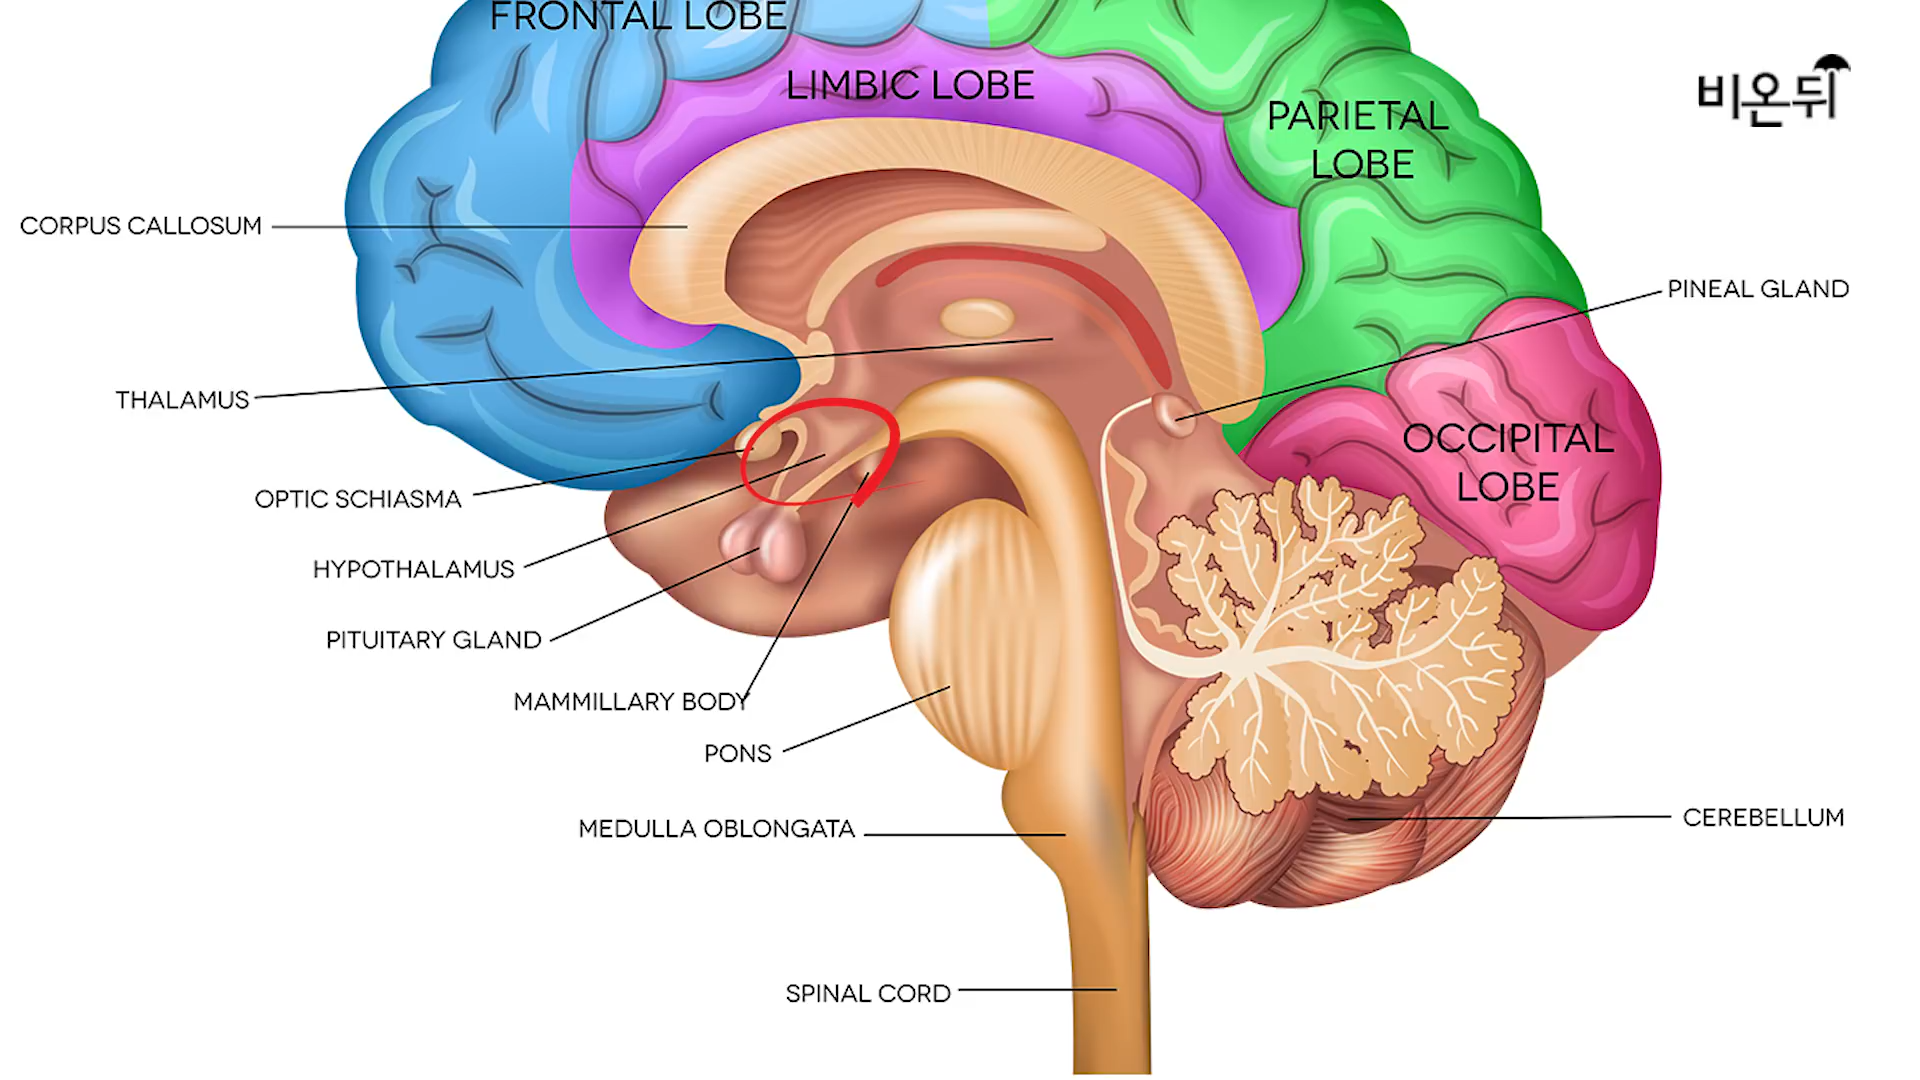 FRONTAL LOBE
LIMBIC LOBE
PARIETAL
LOBE
비온뒤
CORPUS CALLOSUM
PINEAL GLAND
THALAMUS
OCCIPITAL
LOBE
OPTIC SCHIASMA
HYPOTHALAMUS
PITUITARY GLAND
MAMMILLARY BODY
PONS
MEDULLA OBLONGATA
CEREBELLUM
SPINAL CORD